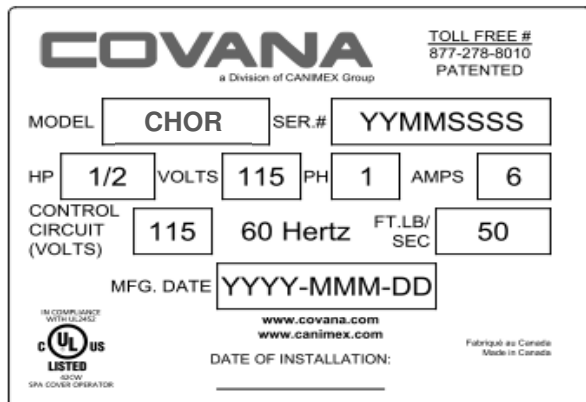 COVANA
a Division of CANIMEX Group
TOLL FREE #
877-278-8010
PATENTED
MODEL CHOR SER.# YYMMSSSS
HP 1/2 VOLTS 115 PH 1 AMPS 6
CONTROL CIRCUIT (VOLTS) 115 60 Hertz FT.LB/ SEC 50
MFG. DATE YYYY-MMM-DD
www.covana.com
www.canimex.com
IN COMPLIANCE
WITH UL2452
C UL US
LISTED
42CW
SPA COVER OPERATOR
DATE OF INSTALLATION:
Fabriqué au Canada
Made in Canada